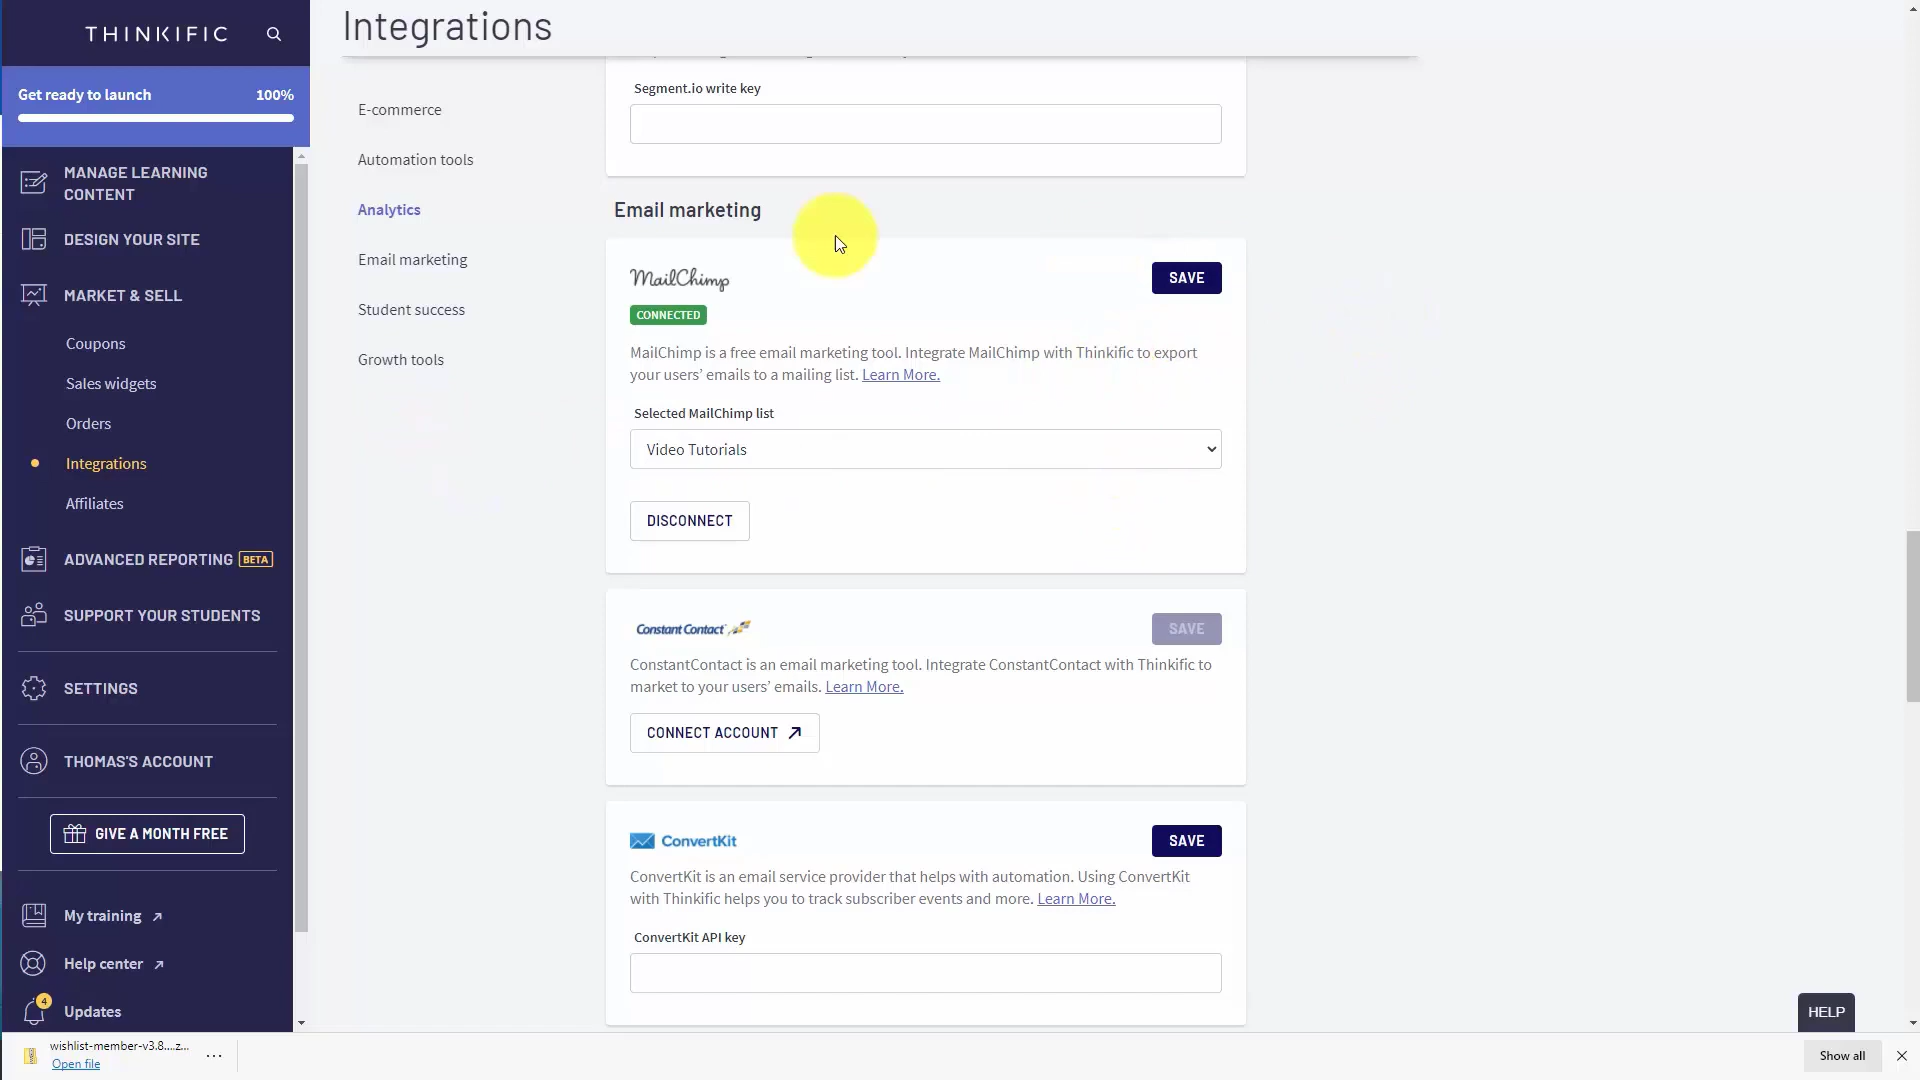 THINKIFIC
Get ready to launch 100%
MANAGE LEARNING
CONTENT
DESIGN YOUR SITE
MARKET & SELL
Coupons
Sales widgets
Orders
Integrations
Affiliates
ADVANCED REPORTING BETA
SUPPORT YOUR STUDENTS
SETTINGS
THOMAS'S ACCOUNT
GIVE A MONTH FREE
My training
Help center
4
Updates
Integrations
E-commerce
Automation tools
Analytics
Email marketing
Student success
Growth tools
Segment.io write key
Email marketing
MailChimp
SAVE
CONNECTED
MailChimp is a free email marketing tool. Integrate MailChimp with Thinkific to export
your users’ emails to a mailing list. Learn More.
Selected MailChimp list
Video Tutorials
DISCONNECT
Constant Contact
SAVE
ConstantContact is an email marketing tool. Integrate ConstantContact with Thinkific to
market to your users’ emails. Learn More.
CONNECT ACCOUNT
ConvertKit
SAVE
ConvertKit is an email service provider that helps with automation. Using ConvertKit
with Thinkific helps you to track subscriber events and more. Learn More.
ConvertKit API key
HELP
wishlist-member-v3.8....z...
Open file
Show all